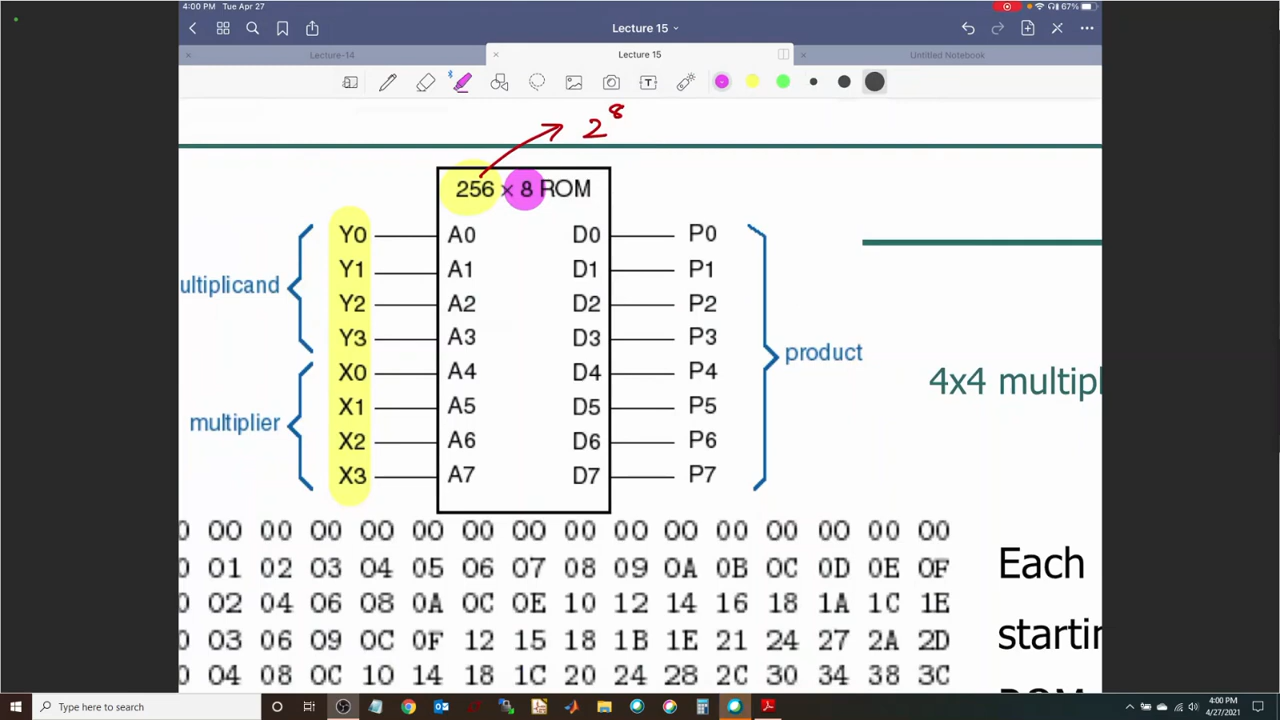 4:00 PM Tue Apr 27
67%
Lecture 15
Lecture-14
Lecture 15
Untitled Notebook
2⁸
256 × 8 ROM
Y0 A0 D0 P0
Y1 A1 D1 P1
ultiplicand
Y2 A2 D2 P2
Y3 A3 D3 P3
product
X0 A4 D4 P4
4x4 multipl
X1 A5 D5 P5
multiplier
X2 A6 D6 P6
X3 A7 D7 P7
0 00 00 00 00 00 00 00 00 00 00 00 00 00 00 00
0 01 02 03 04 05 06 07 08 09 0A 0B 0C 0D 0E 0F
Each
0 02 04 06 08 0A 0C 0E 10 12 14 16 18 1A 1C 1E
0 03 06 09 0C 0F 12 15 18 1B 1E 21 24 27 2A 2D
startin
0 04 08 0C 10 14 18 1C 20 24 28 2C 30 34 38 3C
Type here to search
4:00 PM
4/27/2021